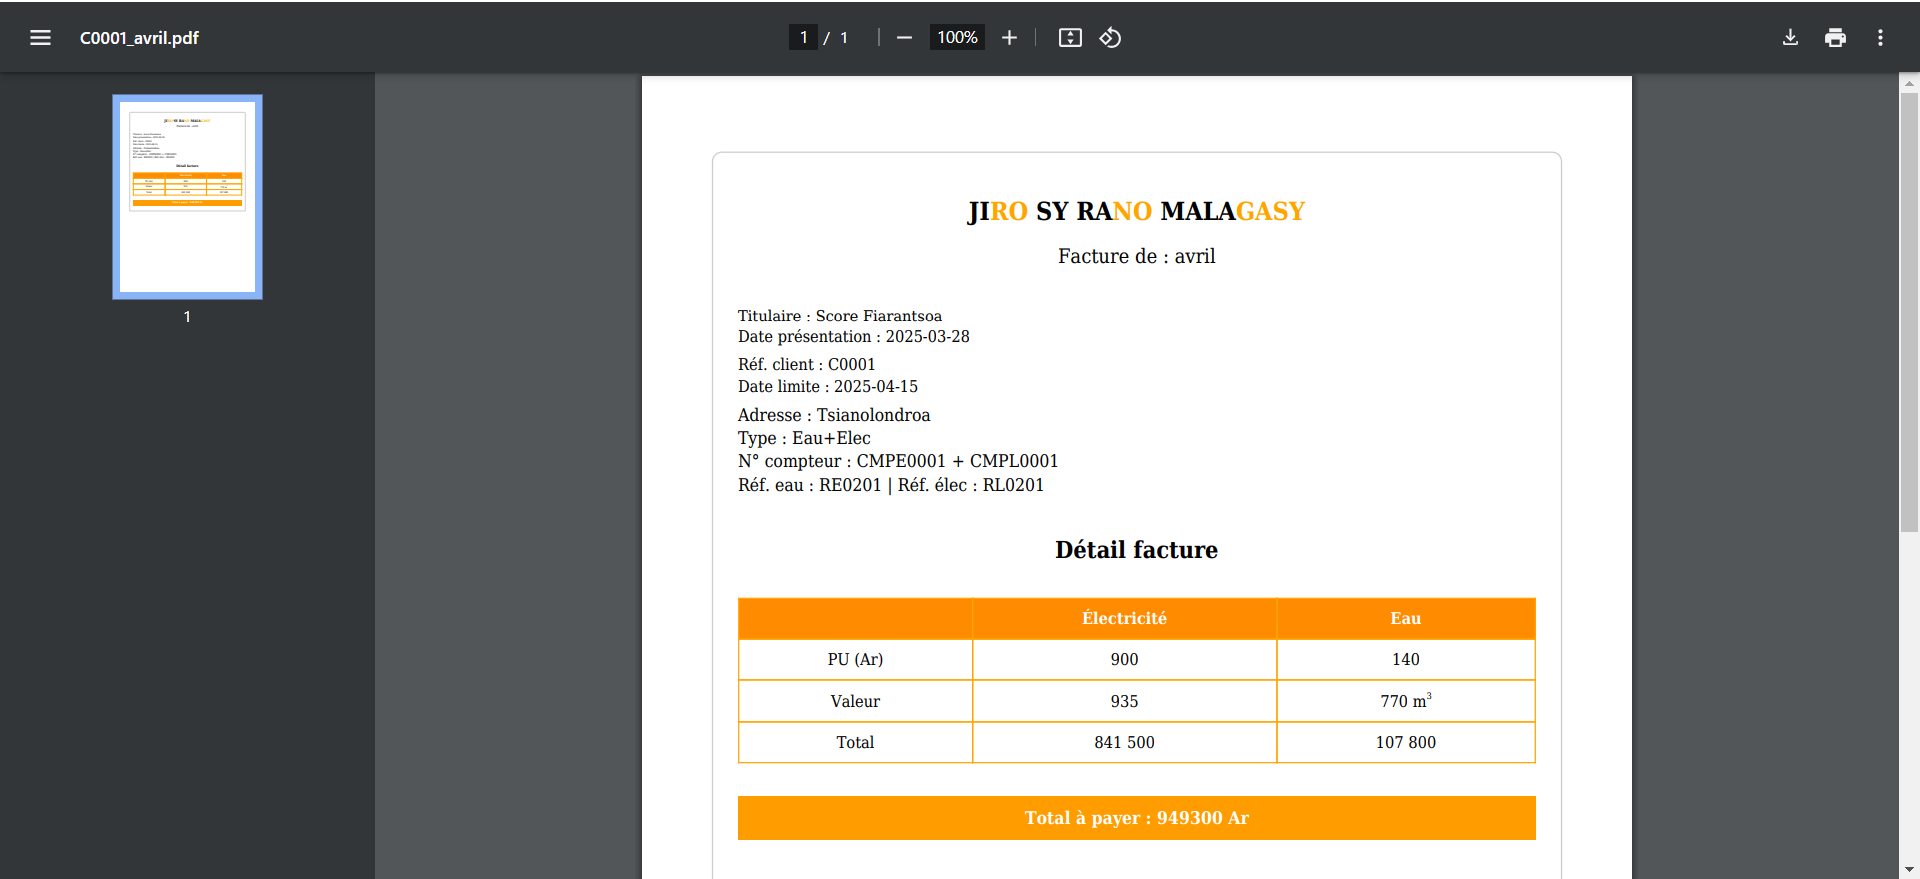 C0001_avril.pdf
1 / 1
100%
1
JIRO SY RANO MALAGASY
Facture de : avril
Titulaire : Score Fiarantsoa
Date présentation : 2025-03-28
Réf. client : C0001
Date limite : 2025-04-15
Adresse : Tsianolondroa
Type : Eau+Elec
N° compteur : CMPE0001 + CMPL0001
Réf. eau : RE0201 | Réf. élec : RL0201
Détail facture
Électricité Eau
PU (Ar) 900 140
Valeur 935 770 m³
Total 841 500 107 800
Total à payer : 949300 Ar